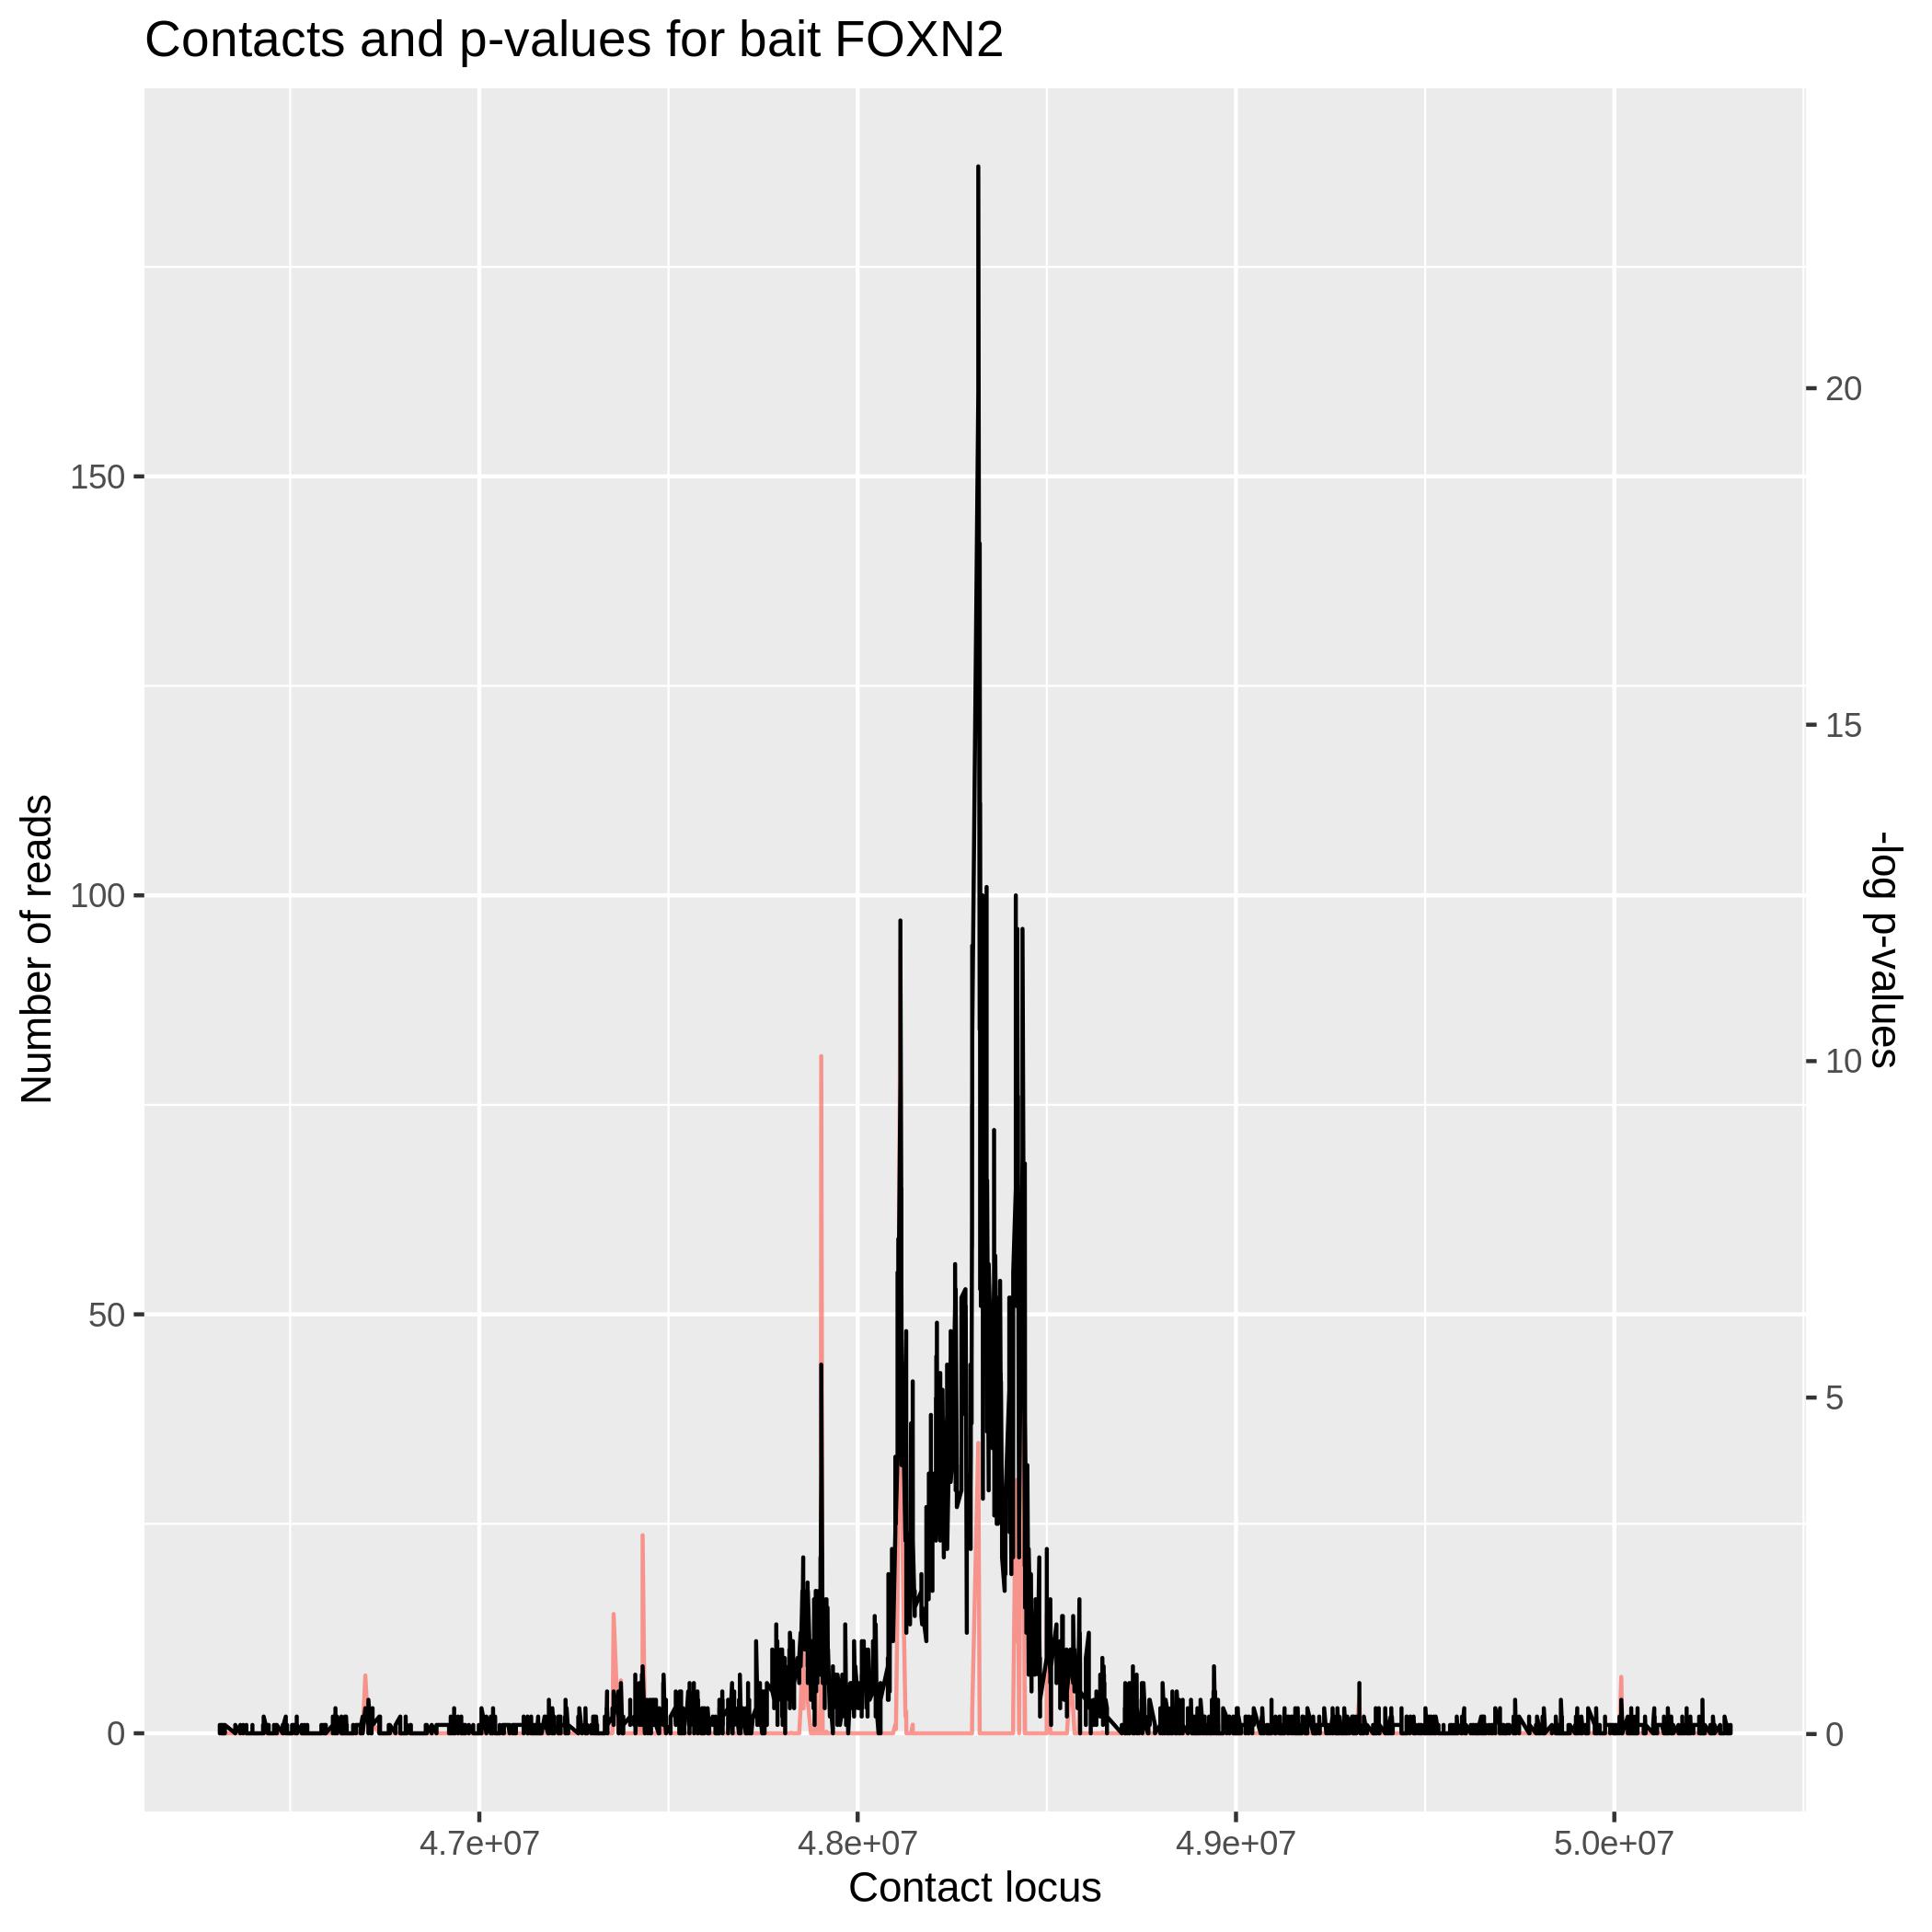 Contacts and p-values for bait FOXN2
Number of reads
150
100
50
0
20
15
10
5
0
-log p-values
4.7e+07
4.8e+07
4.9e+07
5.0e+07
Contact locus